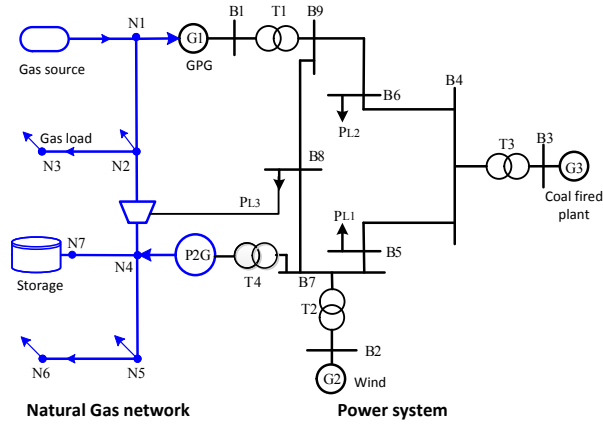 N1
B1
T1
B9
G1
Gas source
GPG
B6
B4
Gas load
PL2
T3
B3
N3
N2
B8
G3
PL3
Coal fired
plant
PL1
N7
P2G
B5
Storage
N4
T4
B7
T2
B2
N6
N5
G2
Wind
Natural Gas network
Power system